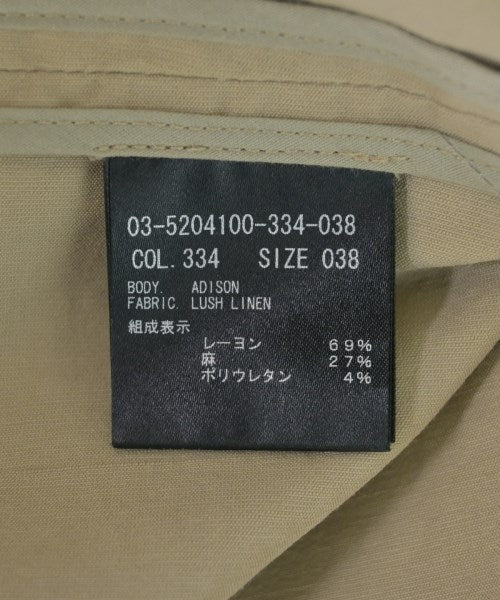 03-5204100-334-038
COL. 334 SIZE 038
BODY. ADISON
FABRIC. LUSH LINEN
組成表示
レーヨン 69%
麻 27%
ポリウレタン 4%